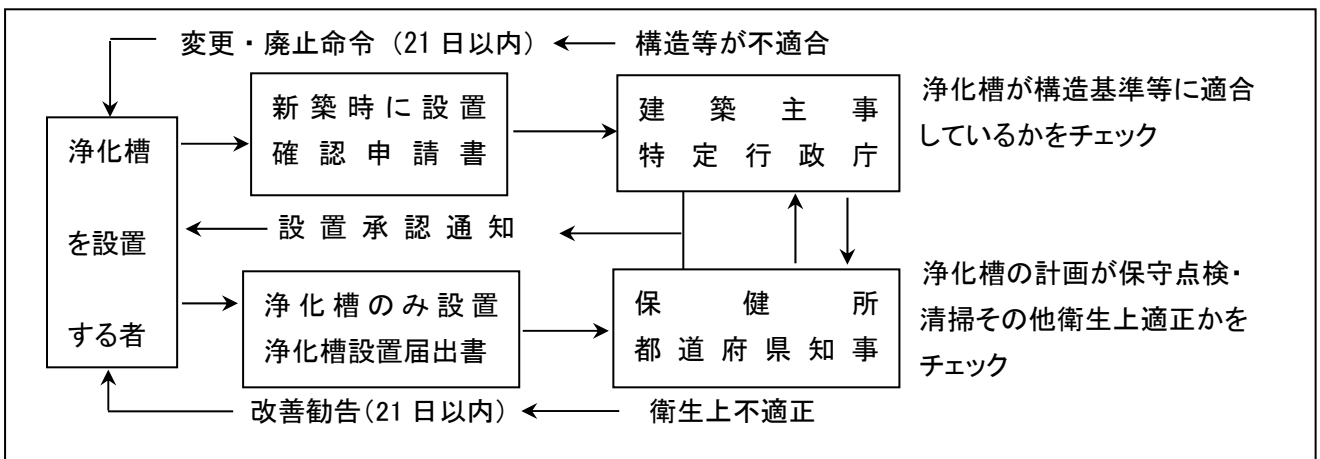 変更・廃止命令（21日以内）
構造等が不適合
浄化槽
を設置
する者
新築時に設置
確認申請書
建築主事
特定行政庁
浄化槽が構造基準等に適合
しているかをチェック
設置承認通知
浄化槽のみ設置
浄化槽設置届出書
保健所
都道府県知事
浄化槽の計画が保守点検・
清掃その他衛生上適正かを
チェック
改善勧告（21日以内）
衛生上不適正